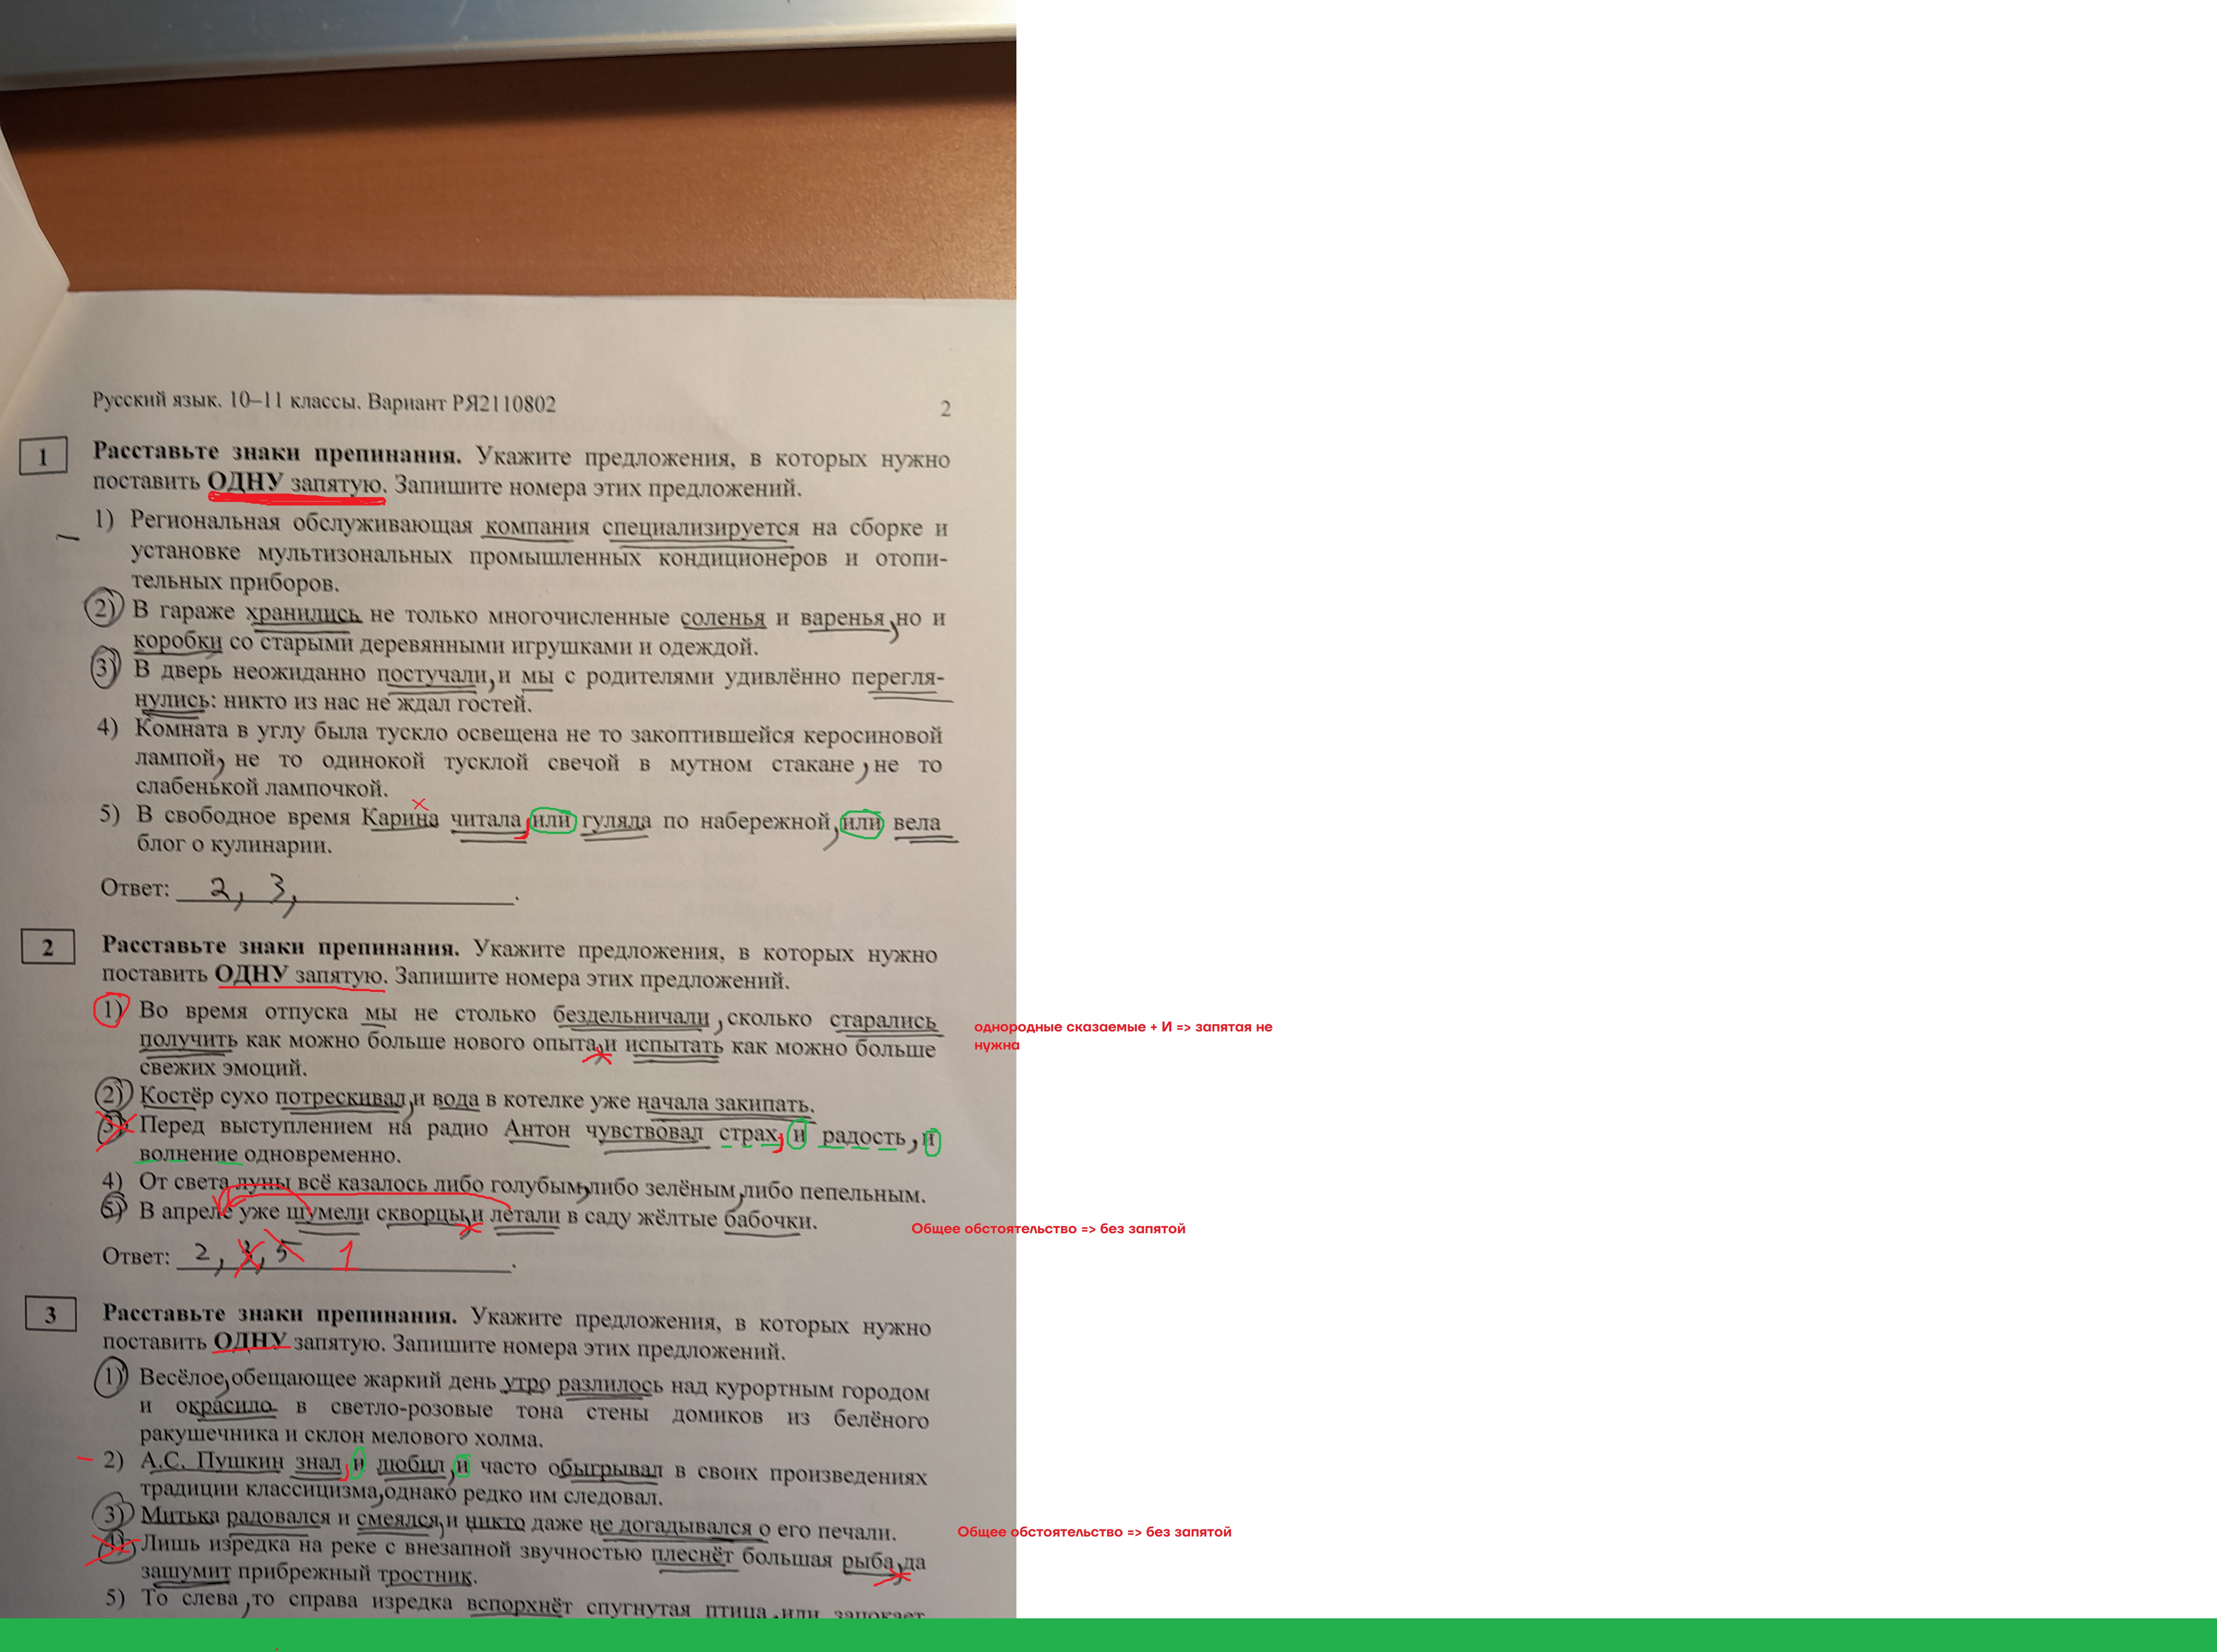 Русский язык. 10–11 классы. Вариант РЯ2110802
2
1
Расставьте знаки препинания. Укажите предложения, в которых нужно
поставить ОДНУ запятую. Запишите номера этих предложений.
1) Региональная обслуживающая компания специализируется на сборке и
установке мультизональных промышленных кондиционеров и отопи-
тельных приборов.
2) В гараже хранились не только многочисленные соленья и варенья, но и
коробки со старыми деревянными игрушками и одеждой.
3) В дверь неожиданно постучали, и мы с родителями удивлённо перегля-
нулись: никто из нас не ждал гостей.
4) Комната в углу была тускло освещена не то закоптившейся керосиновой
лампой, не то одинокой тусклой свечой в мутном стакане, не то
слабенькой лампочкой.
5) В свободное время Карина читала, или гуляла по набережной, или вела
блог о кулинарии.
Ответ: 2, 3,
2
Расставьте знаки препинания. Укажите предложения, в которых нужно
поставить ОДНУ запятую. Запишите номера этих предложений.
1) Во время отпуска мы не столько бездельничали, сколько старались
получить как можно больше нового опыта, и испытать как можно больше
свежих эмоций.
однородные сказаемые + И => запятая не
нужна
2) Костёр сухо потрескивал, и вода в котелке уже начала закипать.
3) Перед выступлением на радио Антон чувствовал страх, и радость, и
волнение одновременно.
4) От света луны всё казалось либо голубым, либо зелёным, либо пепельным.
5) В апреле уже шумели скворцы, и летали в саду жёлтые бабочки.
Общее обстоятельство => без запятой
Ответ: 2, 3, 5 1
3
Расставьте знаки препинания. Укажите предложения, в которых нужно
поставить ОДНУ запятую. Запишите номера этих предложений.
1) Весёлое, обещающее жаркий день утро разлилось над курортным городом
и окрасило в светло-розовые тона стены домиков из белёного
ракушечника и склон мелового холма.
2) А.С. Пушкин знал, и любил, и часто обыгрывал в своих произведениях
традиции классицизма, однако редко им следовал.
3) Митька радовался и смеялся, и никто даже не догадывался о его печали.
Общее обстоятельство => без запятой
4) Лишь изредка на реке с внезапной звучностью плеснёт большая рыба, да
зашумит прибрежный тростник.
5) То слева, то справа изредка вспорхнёт спугнутая птица, или